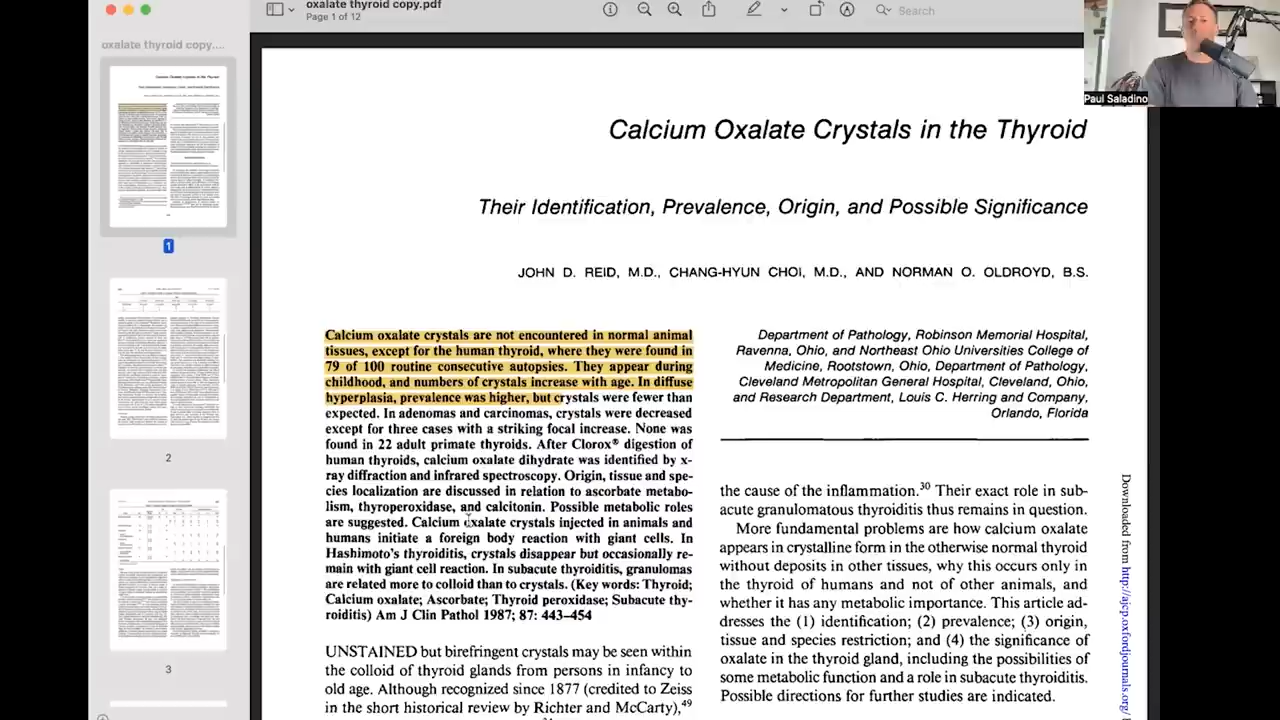 oxalate thyroid copy.pdf
Page 1 of 12
Search
Paul Saladino
oxalate thyroid copy....
1
2
3
Calcium Oxalate Crystals in the Thyroid
Their Identification, Prevalence, Origin, and Possible Significance
JOHN D. REID, M.D., CHANG-HYUN CHOI, M.D., AND NORMAN O. OLDROYD, B.S.
Calcium oxalate crystals are not encountered in normal animal
tissues, except for the human thyroid, where they were found in
79 of 100 routine consecutive autopsies. They appear during
childhood and numbers of crystals increase with age. In diffuse
hyperplasia, prevalence was higher, but crystals were fewer than
expected in adenomas and carcinomas, crystals were decreased
except for three cases with a striking focal increase. None was
found in 22 adult primate thyroids. After Clorox® digestion of
human thyroids, calcium oxalate dihydrate was identified by x-
ray diffraction and infrared spectroscopy. Origin, tissue and spe-
cies localization are discussed in relation to ascorbate metabo-
lism, thyroperoxidase, and calcitonin. Possible metabolic roles
are suggested. Calcium oxalate crystals injected in animals and
humans initiate a foreign body reaction with giant cells. In
Hashimoto's thyroiditis, crystals disappear but occasionally re-
main with giant cell reaction. In subacute thyroiditis, granulomas
related more to colloid than to crystals. (Key words: Thyroid;
Calcium oxalate; Thyroid peroxidase; Subacute thy-
roiditis) Am J Clin Pathol 1987; 87: 443-454
UNSTAINED but birefringent crystals may be seen within
the colloid of thyroid glands from persons in infancy to
old age. Although recognized since 1877 (credited to Zeiss
in the short historical review by Richter and McCarty),49
Department of Pathology, Robinson Memorial Hospital,
Ravenna, Ohio, and Northeast Ohio Universities College of
Medicine, Rootstown, Ohio, Department of Pathology,
Cleveland Metropolitan General Hospital, Cleveland, Ohio,
and Research Department, Louis C. Herring and Company,
Orlando, Florida
the cause of the inflammation.30 Their exact role in sub-
acute granulomatous thyroiditis thus remains in question.
More fundamental problems are how calcium oxalate
appears in crystalline form in the otherwise normal thyroid
without deposits in other tissues, why this occurs only in
the thyroid of humans and not of other animals, and
whether it has any metabolic importance. This article ad-
dresses the (1) identification; (2) prevalence; (3) origin,
tissue and species restriction; and (4) the significance of
oxalate in the thyroid gland, including the possibilities of
some metabolic function and a role in subacute thyroiditis.
Possible directions for further studies are indicated.
Downloaded from http://ajcp.oxfordjournals.org/